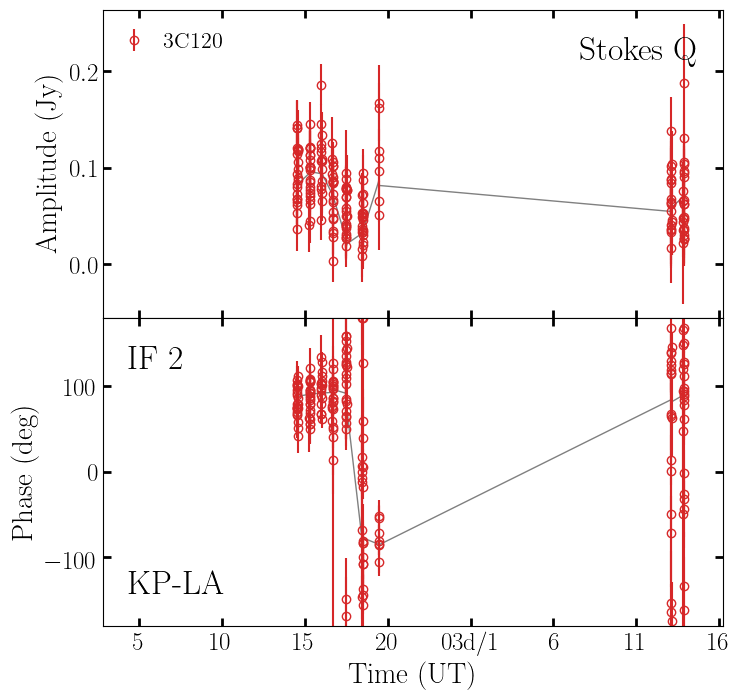 3C120
Stokes Q
0.2
0.1
0.0
Amplitude (Jy)
IF 2
100
0
−100
Phase (deg)
KP-LA
5 10 15 20 03d/1 6 11 16
Time (UT)